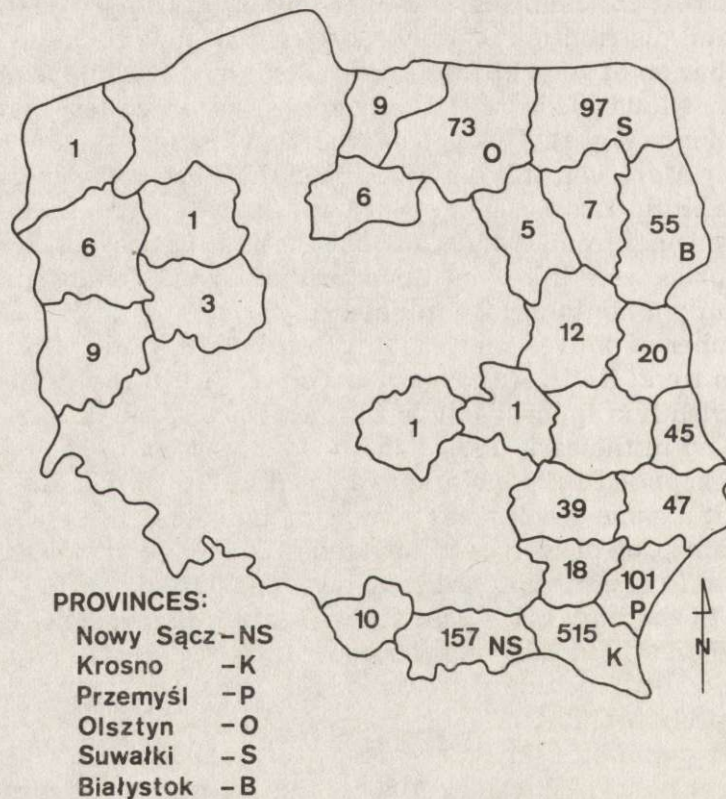 9
73
O
97
S
1
6
1
7
5
55
B
6
3
9
12
20
1
1
45
39
47
18
101
P
10
157 NS
515
K
N
PROVINCES:
Nowy Sącz-NS
Krosno -K
Przemyśl -P
Olsztyn -O
Suwałki -S
Białystok -B